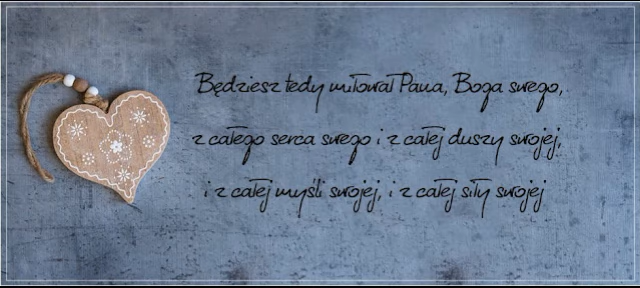 Będziesz tedy miłował Pana, Boga swego,
z całego serca swego i z całej duszy swojej,
i z całej myśli swojej, i z całej siły swojej